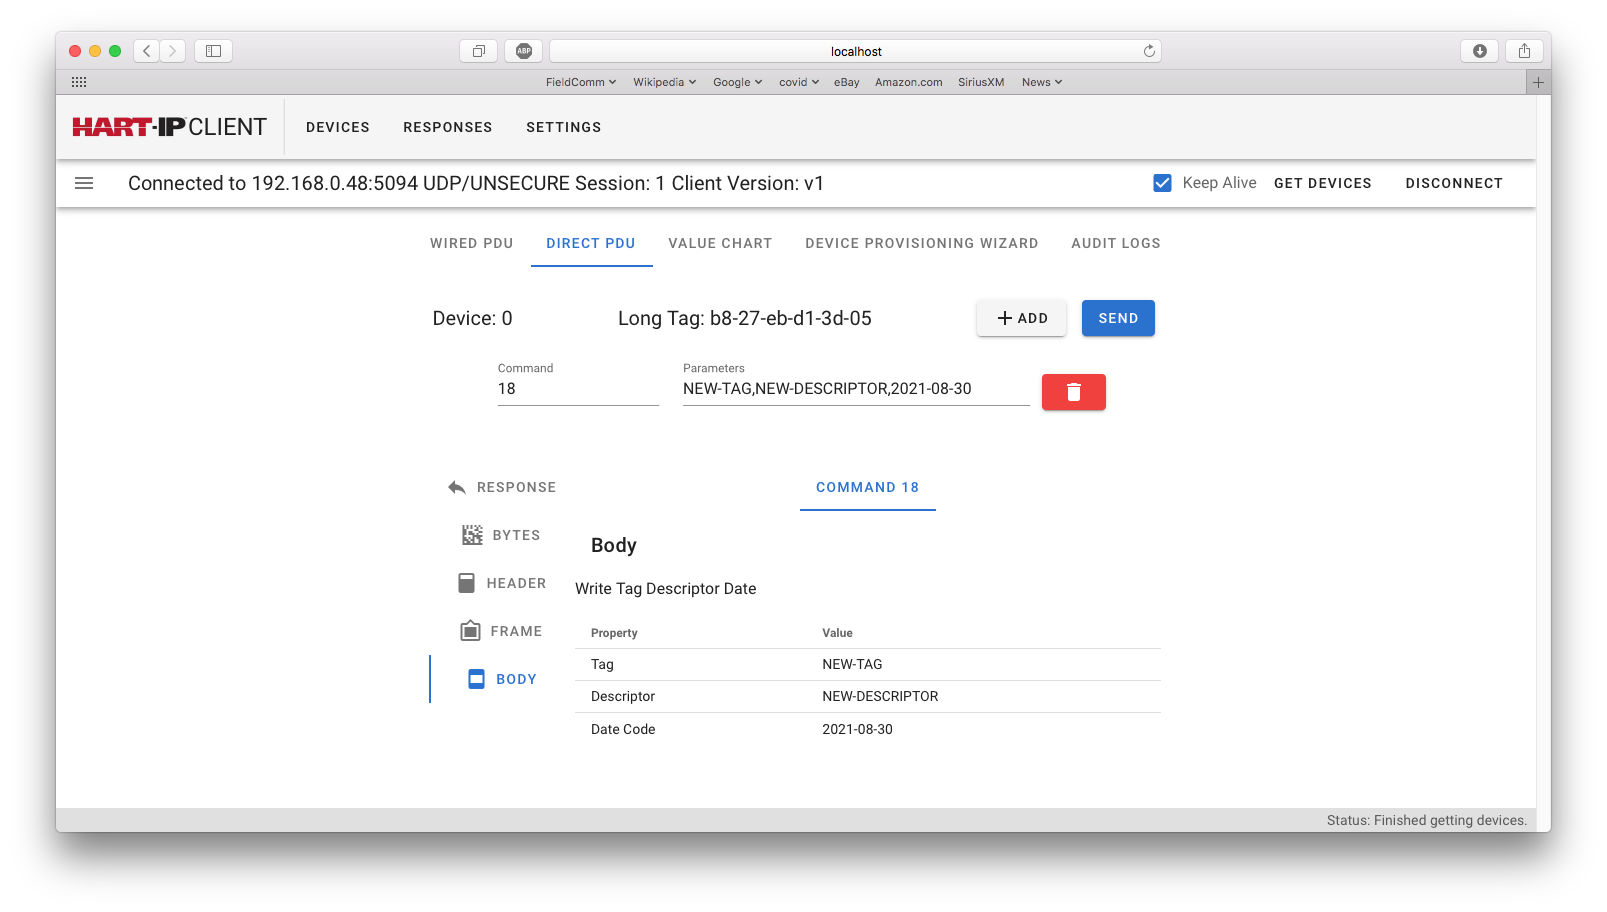 localhost
ABP
FieldComm Wikipedia Google covid eBay Amazon.com SiriusXM News
HART-IP CLIENT DEVICES RESPONSES SETTINGS
Connected to 192.168.0.48:5094 UDP/UNSECURE Session: 1 Client Version: v1 Keep Alive GET DEVICES DISCONNECT
WIRED PDU DIRECT PDU VALUE CHART DEVICE PROVISIONING WIZARD AUDIT LOGS
Device: 0 Long Tag: b8-27-eb-d1-3d-05 ADD SEND
Command Parameters
18 NEW-TAG,NEW-DESCRIPTOR,2021-08-30
RESPONSE COMMAND 18
BYTES
Body
HEADER
Write Tag Descriptor Date
FRAME
Property Value
Tag NEW-TAG
BODY
Descriptor NEW-DESCRIPTOR
Date Code 2021-08-30
Status: Finished getting devices.